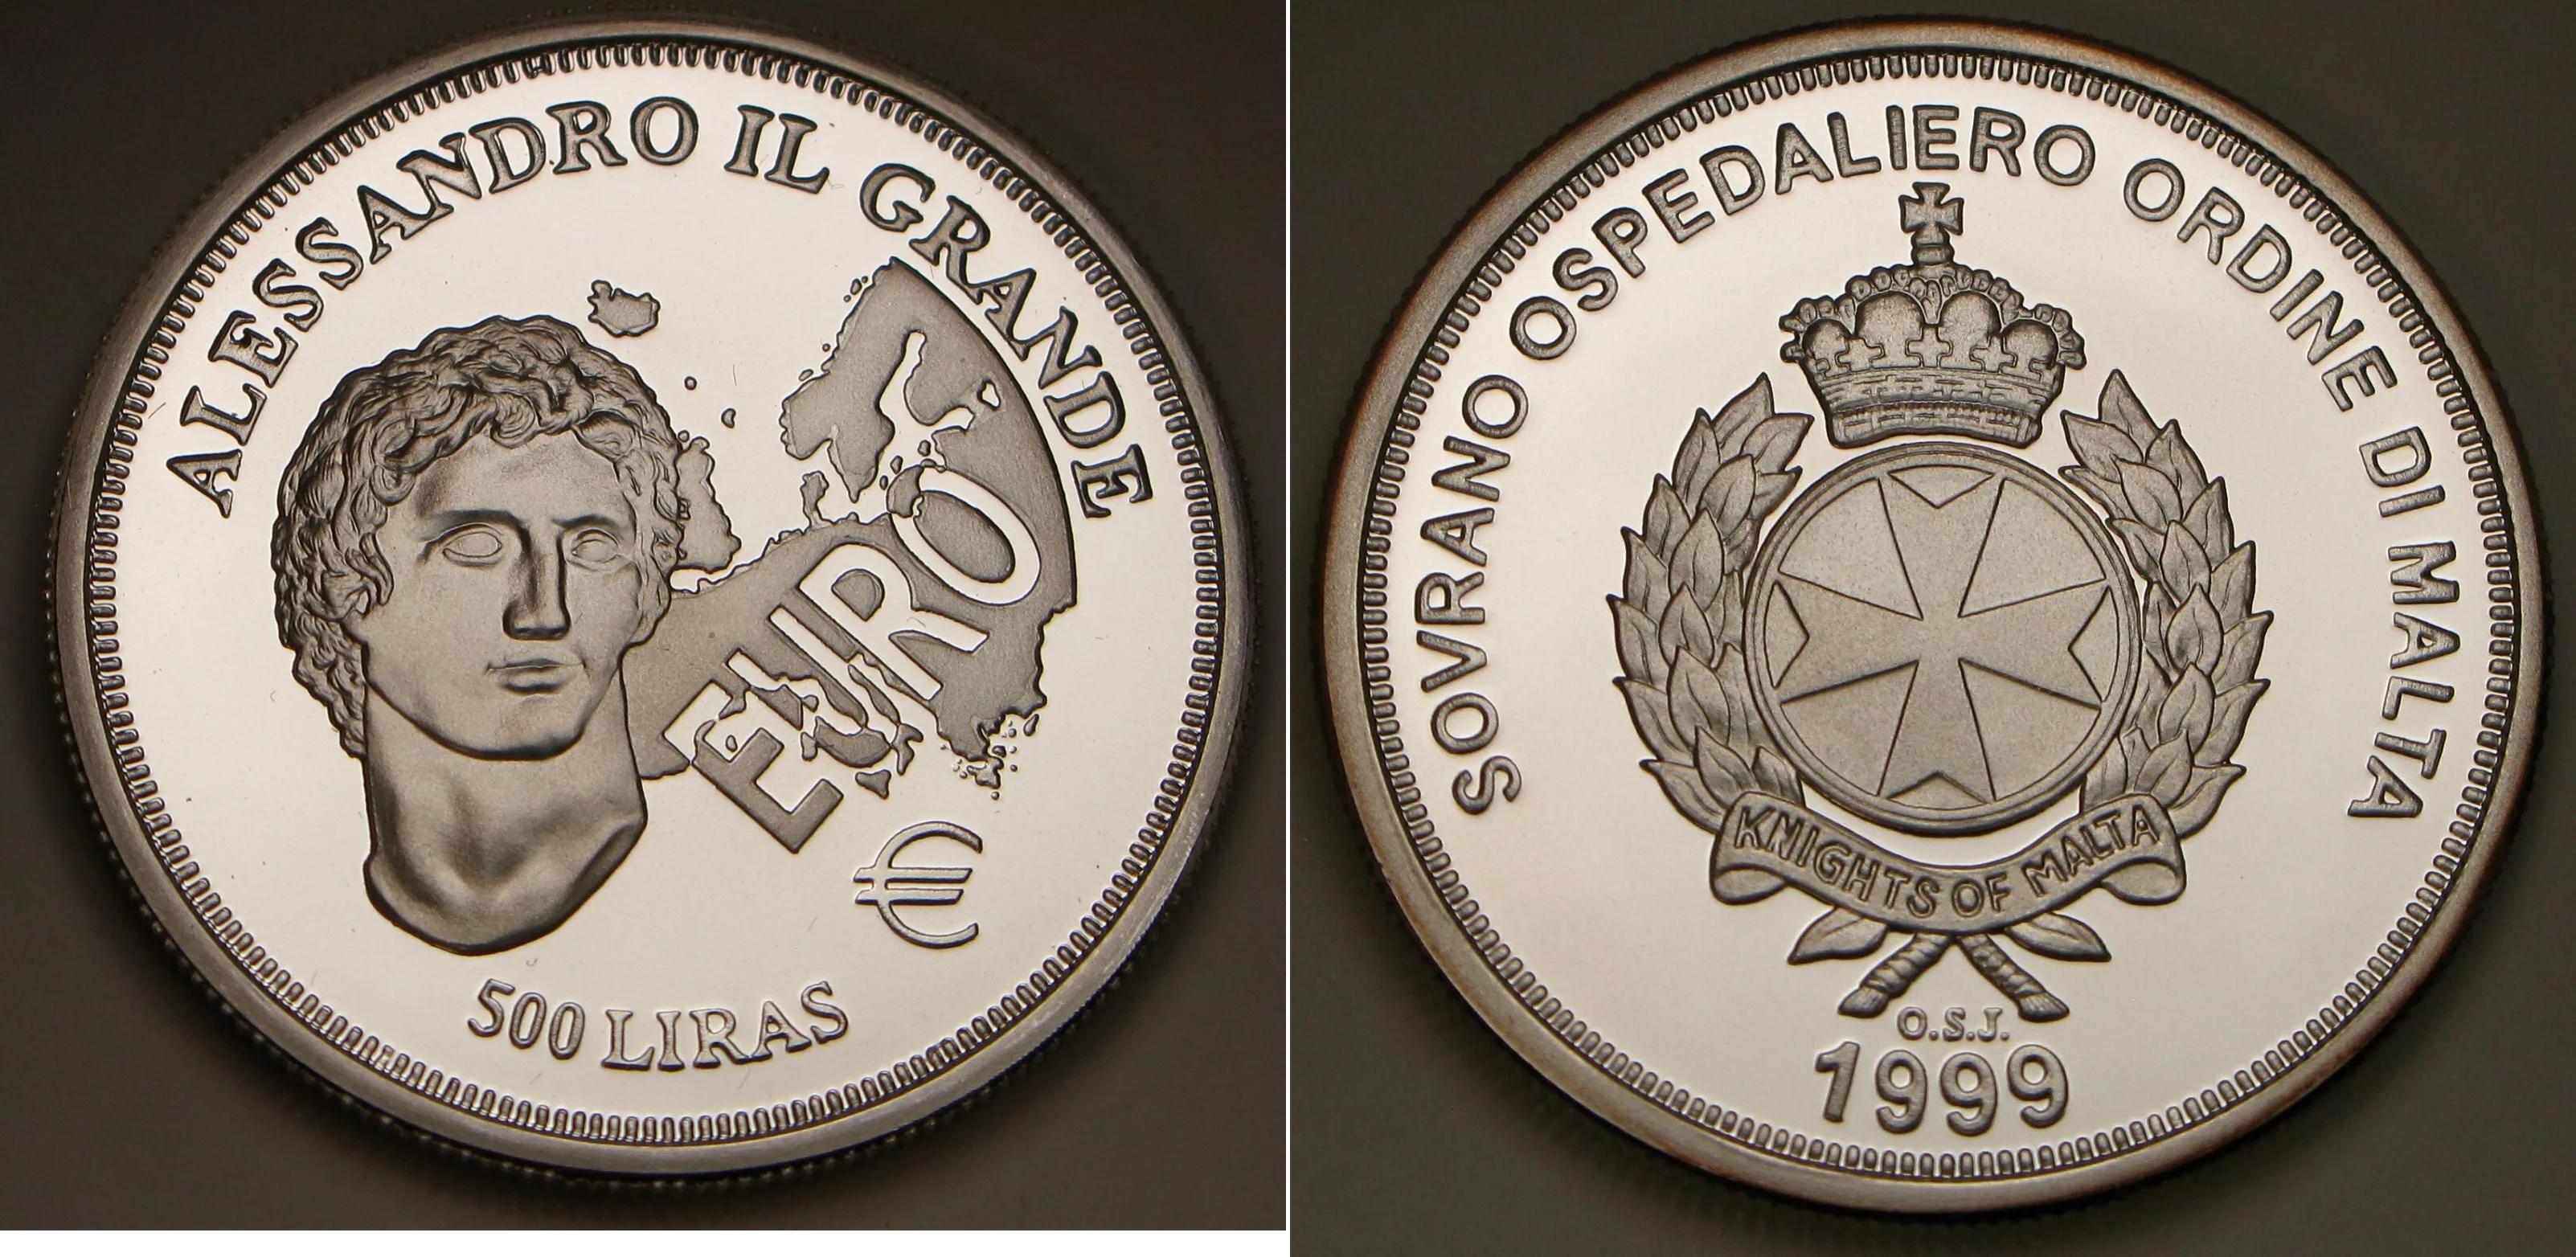 ALESSANDRO IL GRANDE
EURO
€
500 LIRAS
SOVRANO OSPEDALIERO ORDINE DI MALTA
KNIGHTS OF MALTA
O.S.J.
1999